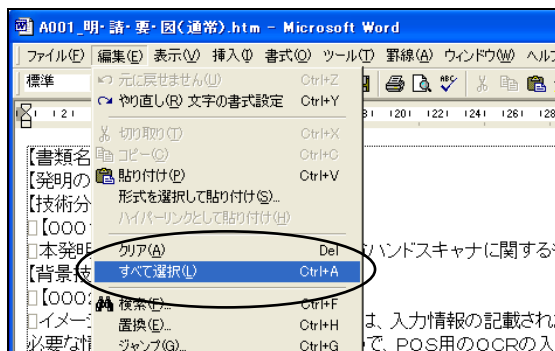 A001_明・請・要・図(通常).htm - Microsoft Word
ファイル(F) 編集(E) 表示(V) 挿入(I) 書式(O) ツール(T) 罫線(A) ウィンドウ(W) ヘル
標準
元に戻せません(U) Ctrl+Z
やり直し(R) 文字の書式設定 Ctrl+Y
切り取り(T) Ctrl+X
コピー(C) Ctrl+C
貼り付け(P) Ctrl+V
形式を選択して貼り付け(S)...
ハイパーリンクとして貼り付け(H)
クリア(A) Del
すべて選択(L) Ctrl+A
検索(F)... Ctrl+F
置換(E)... Ctrl+H
ジャンプ(G)... Ctrl+G
12 1201 1221 1241 1261 128
【書類名
【発明の
【技術分
【000
本発明 ハンドスキャナに関する
【背景技
【0002
イメー は、入力情報の記載され
必要な情 で、POS用のOCRの入